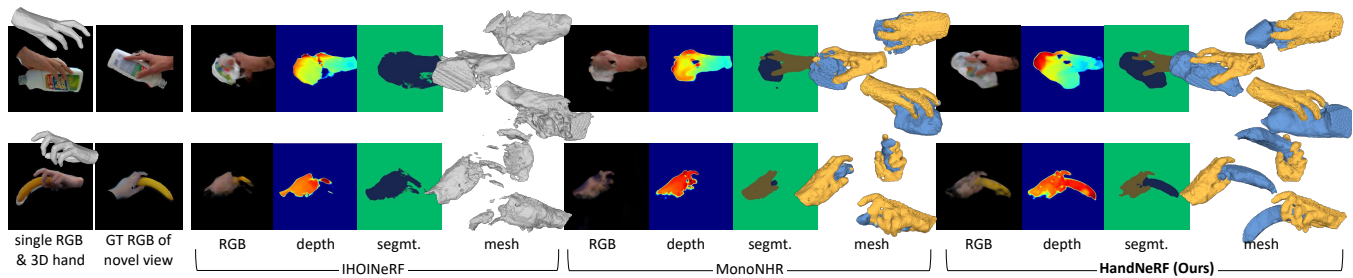 single RGB
& 3D hand
GT RGB of
novel view
RGB
depth
segmt.
mesh
IHOINeRF
RGB
depth
segmt.
mesh
MonoNHR
RGB
depth
segmt.
mesh
HandNeRF (Ours)